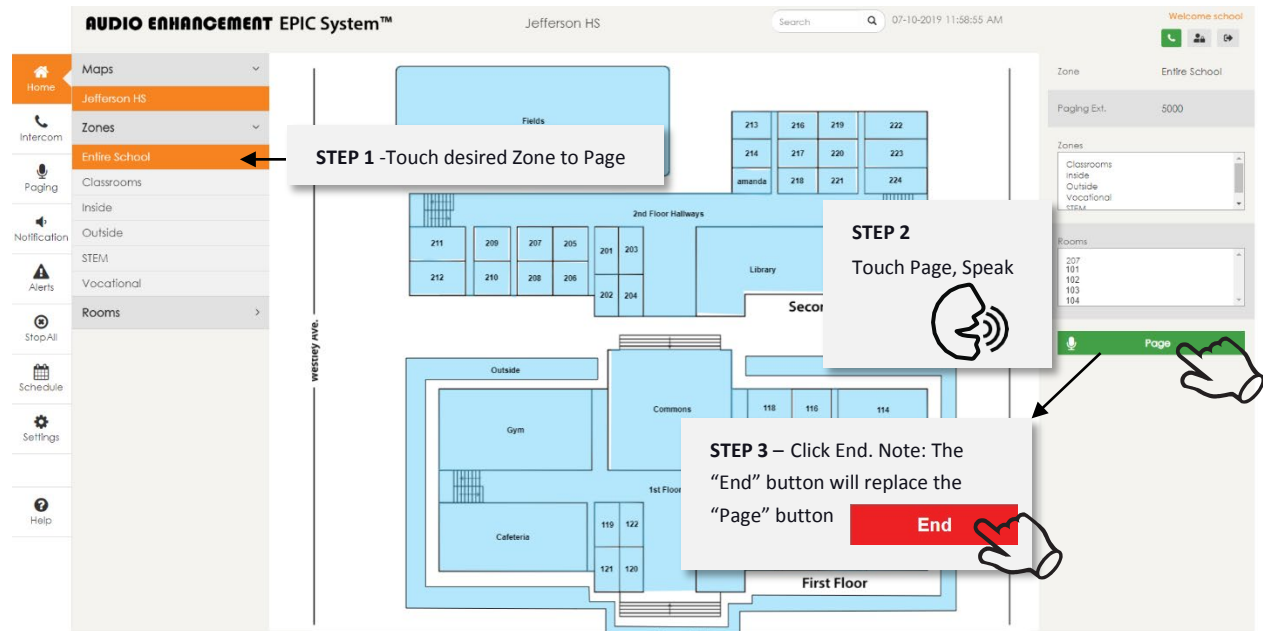 AUDIO ENHANCEMENT EPIC System™
Jefferson HS
Search
07-10-2019 11:58:55 AM
Welcome school
Home
Intercom
Paging
Notification
Alerts
StopAll
Schedule
Settings
Help
Maps
Jefferson HS
Zones
Entire School
Classrooms
Inside
Outside
STEM
Vocational
Rooms
STEP 1 -Touch desired Zone to Page
Westney Ave.
Fields
213 216 219 222
214 217 220 223
amanda 218 221 224
2nd Floor Hallways
211 209 207 205 201 203
212 210 208 206
202 204
Library
Secon
Outside
Commons
118 116 114
Gym
1st Floor
119 122
Cafeteria
121 120
First Floor
STEP 2
Touch Page, Speak
STEP 3 – Click End. Note: The
“End” button will replace the
“Page” button
End
Zone Entire School
Paging Ext. 5000
Zones
Classrooms
Inside
Outside
Vocational
STEM
Rooms
207
101
102
103
104
Page